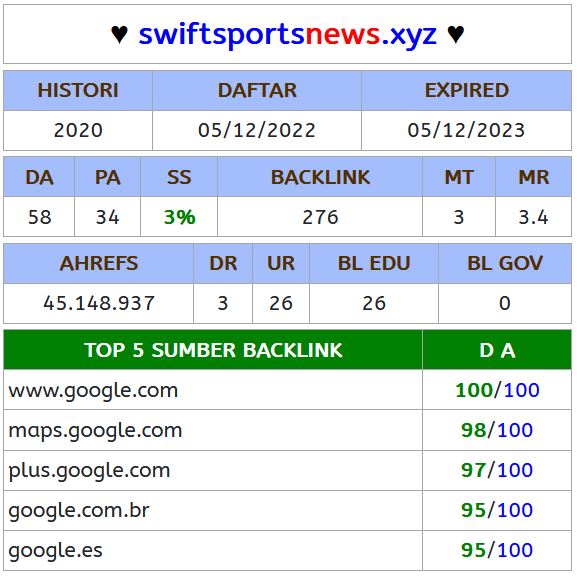 ♥ swiftsportsnews.xyz ♥
HISTORI DAFTAR EXPIRED
2020 05/12/2022 05/12/2023
DA PA SS BACKLINK MT MR
58 34 3% 276 3 3.4
AHREFS DR UR BL EDU BL GOV
45.148.937 3 26 26 0
TOP 5 SUMBER BACKLINK D A
www.google.com 100/100
maps.google.com 98/100
plus.google.com 97/100
google.com.br 95/100
google.es 95/100